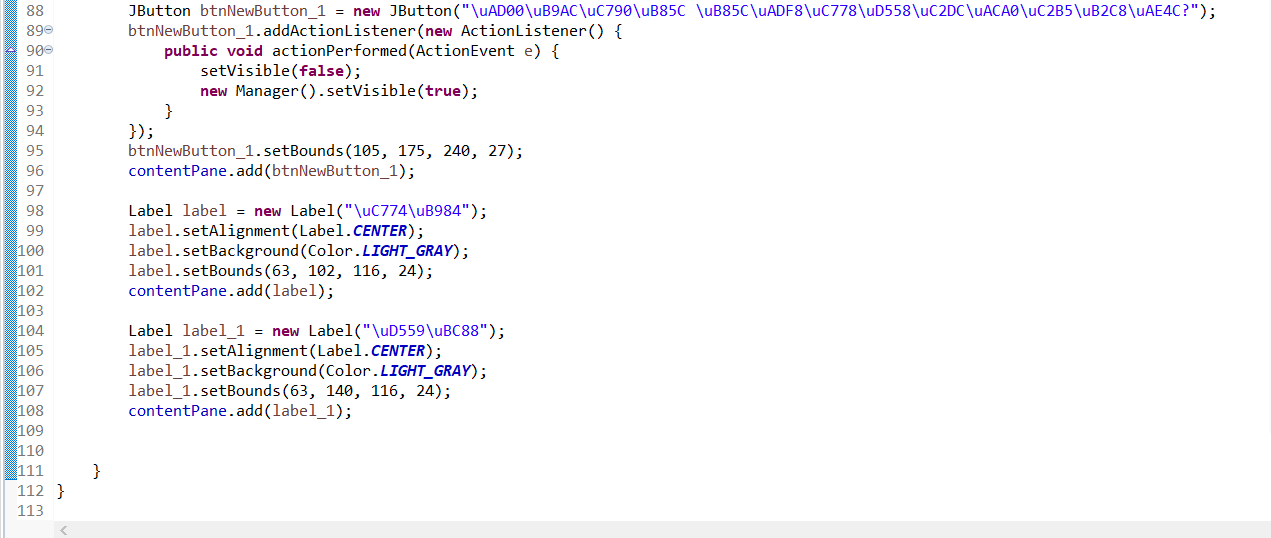 88 JButton btnNewButton_1 = new JButton("\uAD00\uB9AC\uC790\uB85C \uB85C\uADF8\uC778\uD558\uC2DC\uACA0\uC2B5\uB2C8\uAE4C?");
89 btnNewButton_1.addActionListener(new ActionListener() {
90 public void actionPerformed(ActionEvent e) {
91 setVisible(false);
92 new Manager().setVisible(true);
93 }
94 });
95 btnNewButton_1.setBounds(105, 175, 240, 27);
96 contentPane.add(btnNewButton_1);
97
98 Label label = new Label("\uC774\uB984");
99 label.setAlignment(Label.CENTER);
100 label.setBackground(Color.LIGHT_GRAY);
101 label.setBounds(63, 102, 116, 24);
102 contentPane.add(label);
103
104 Label label_1 = new Label("\uD559\uBC88");
105 label_1.setAlignment(Label.CENTER);
106 label_1.setBackground(Color.LIGHT_GRAY);
107 label_1.setBounds(63, 140, 116, 24);
108 contentPane.add(label_1);
109
110
111 }
112 }
113